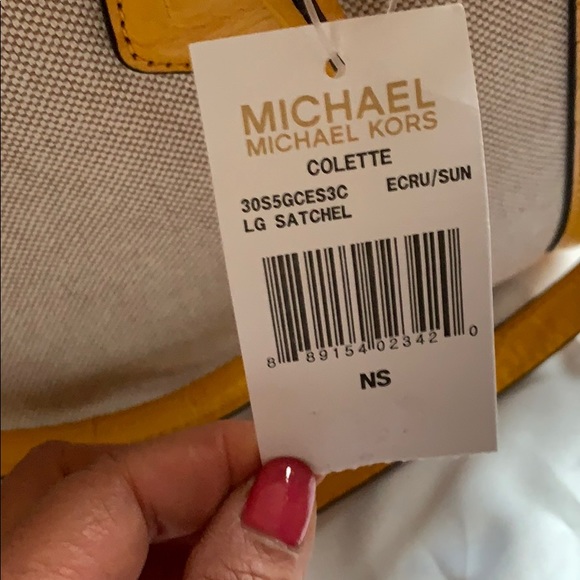 MICHAEL
MICHAEL KORS
COLETTE
30S5GCES3C ECRU/SUN
LG SATCHEL
8 89154 02342 0
NS